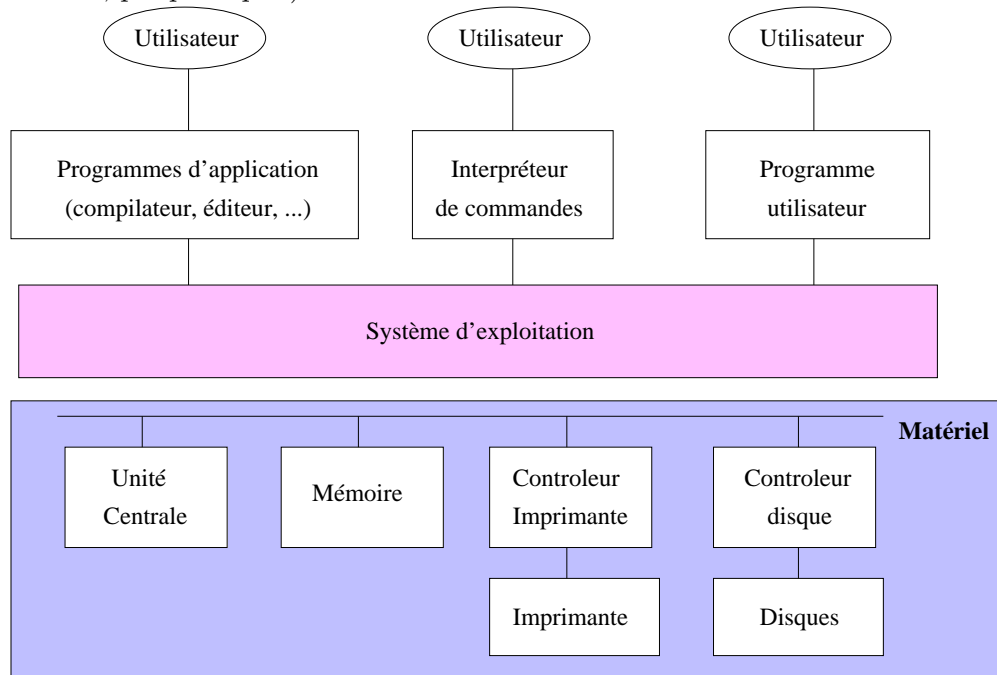 Utilisateur
Utilisateur
Utilisateur
Programmes d'application
(compilateur, éditeur, ...)
Interpréteur
de commandes
Programme
utilisateur
Système d'exploitation
Matériel
Unité
Centrale
Mémoire
Controleur
Imprimante
Controleur
disque
Imprimante
Disques